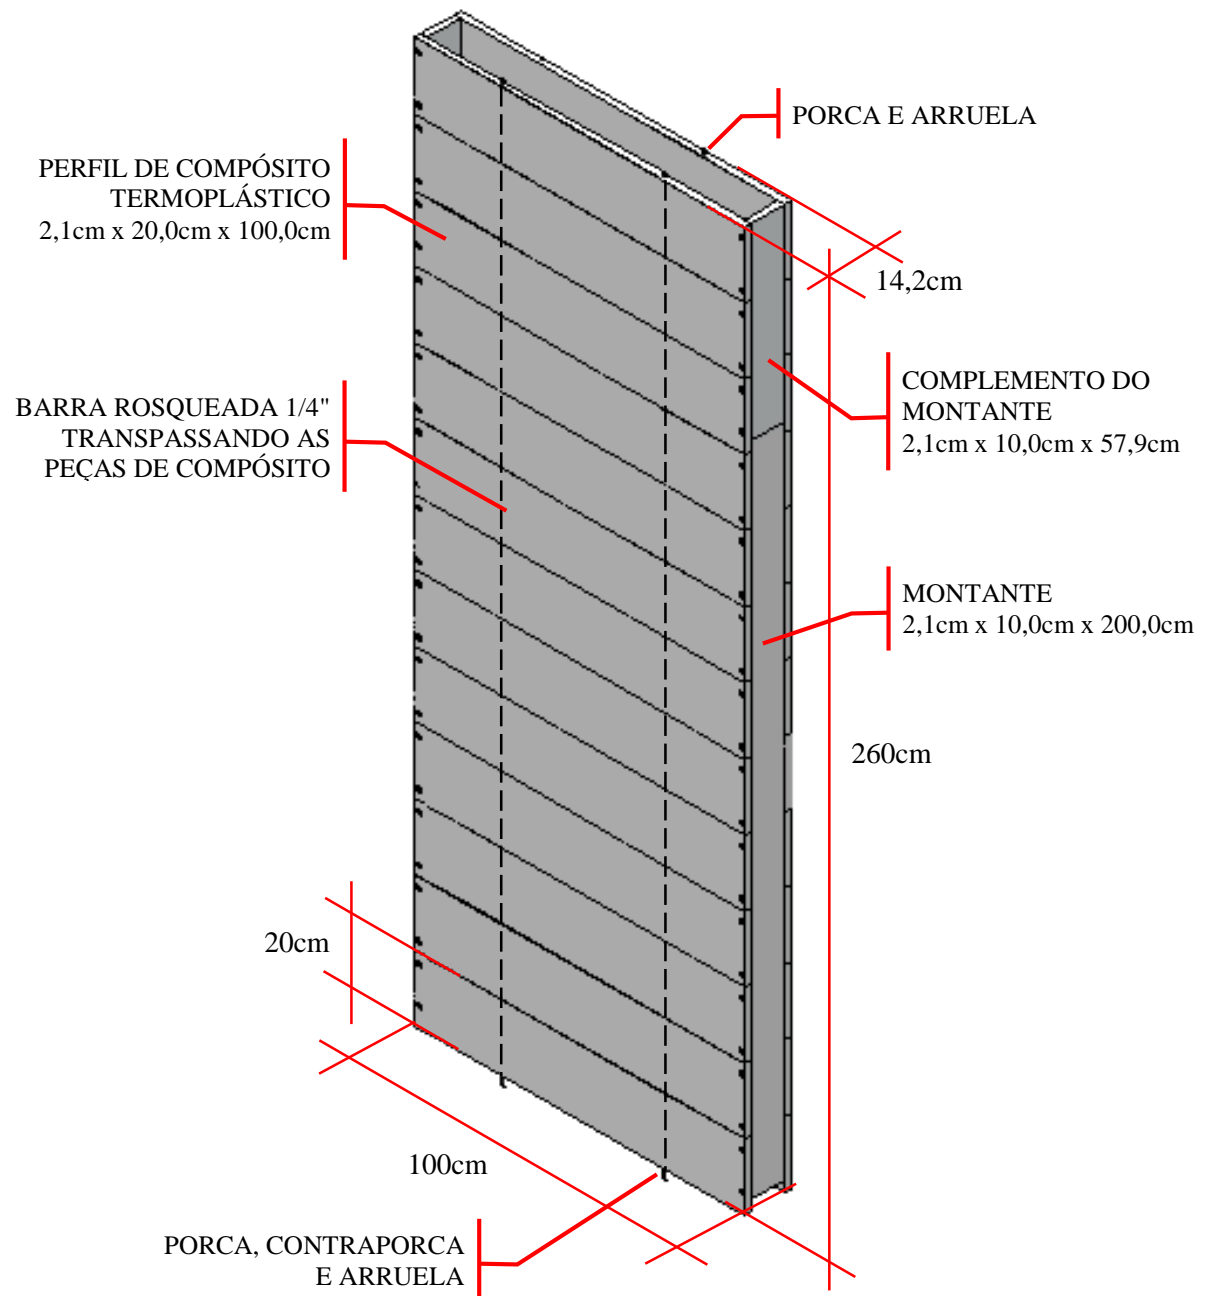 PORCA E ARRUELA
PERFIL DE COMPÓSITO
TERMOPLÁSTICO
2,1cm x 20,0cm x 100,0cm
14,2cm
COMPLEMENTO DO
MONTANTE
2,1cm x 10,0cm x 57,9cm
BARRA ROSQUEADA 1/4"
TRANSPASSANDO AS
PEÇAS DE COMPÓSITO
MONTANTE
2,1cm x 10,0cm x 200,0cm
260cm
20cm
100cm
PORCA, CONTRAPORCA
E ARRUELA